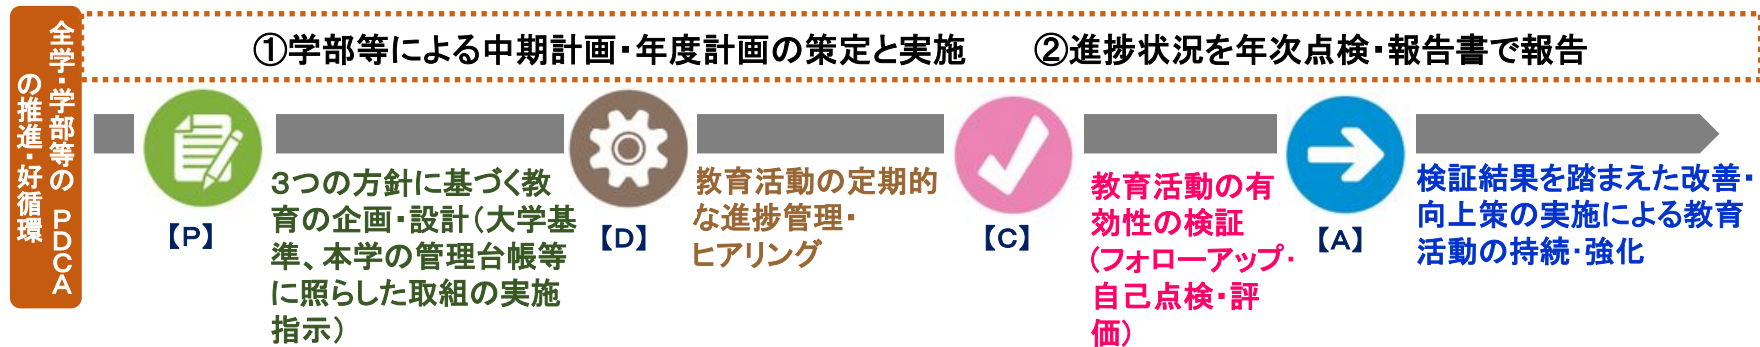 全学・学部等の PDCA
の推進・好循環
①学部等による中期計画・年度計画の策定と実施　　②進捗状況を年次点検・報告書で報告
【P】
3つの方針に基づく教
育の企画・設計（大学基
準、本学の管理台帳等
に照らした取組の実施
指示）
【D】
教育活動の定期的
な進捗管理・
ヒアリング
【C】
教育活動の有
効性の検証
(フォローアップ・
自己点検・評
価)
【A】
検証結果を踏まえた改善・
向上策の実施による教育
活動の持続・強化